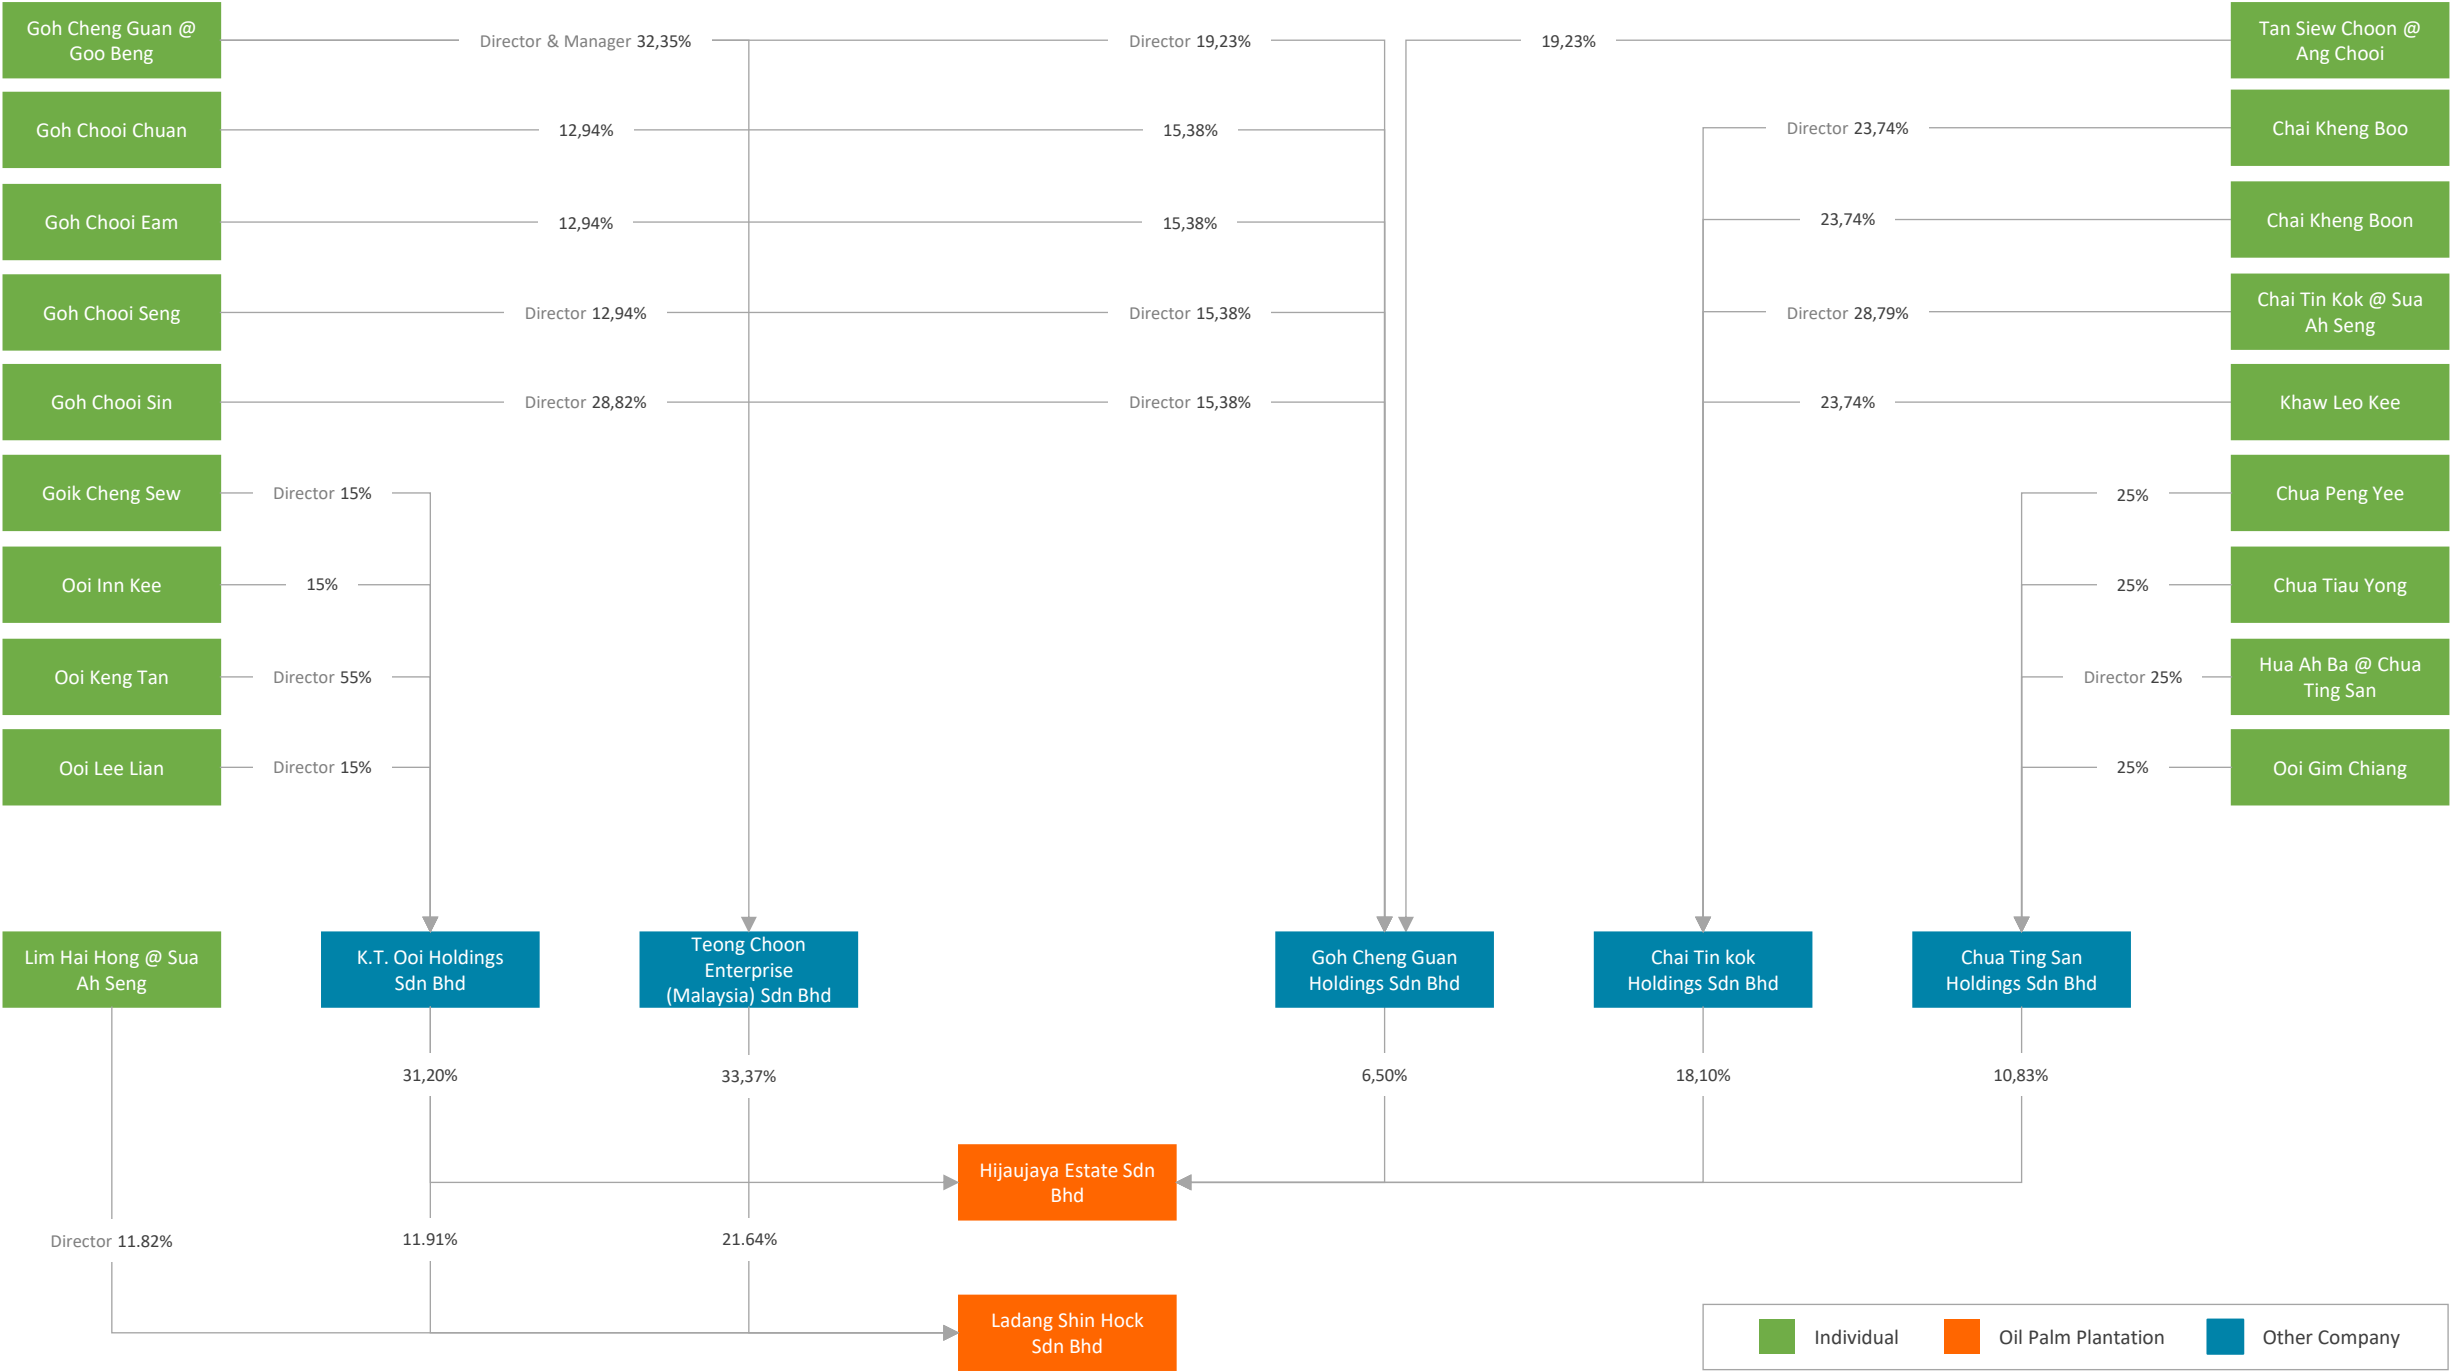 Goh Cheng Guan @
Goo Beng
Director & Manager 32,35%
Director 19,23%
19,23%
Tan Siew Choon @
Ang Chooi
Goh Chooi Chuan
12,94%
15,38%
Director 23,74%
Chai Kheng Boo
Goh Chooi Eam
12,94%
15,38%
23,74%
Chai Kheng Boon
Goh Chooi Seng
Director 12,94%
Director 15,38%
Director 28,79%
Chai Tin Kok @ Sua
Ah Seng
Goh Chooi Sin
Director 28,82%
Director 15,38%
23,74%
Khaw Leo Kee
Goik Cheng Sew
Director 15%
25%
Chua Peng Yee
Ooi Inn Kee
15%
25%
Chua Tiau Yong
Ooi Keng Tan
Director 55%
Director 25%
Hua Ah Ba @ Chua
Ting San
Ooi Lee Lian
Director 15%
25%
Ooi Gim Chiang
Lim Hai Hong @ Sua
Ah Seng
K.T. Ooi Holdings
Sdn Bhd
Teong Choon
Enterprise
(Malaysia) Sdn Bhd
Goh Cheng Guan
Holdings Sdn Bhd
Chai Tin kok
Holdings Sdn Bhd
Chua Ting San
Holdings Sdn Bhd
31,20%
33,37%
6,50%
18,10%
10,83%
Hijaujaya Estate Sdn
Bhd
Director 11.82%
11.91%
21.64%
Ladang Shin Hock
Sdn Bhd
Individual
Oil Palm Plantation
Other Company